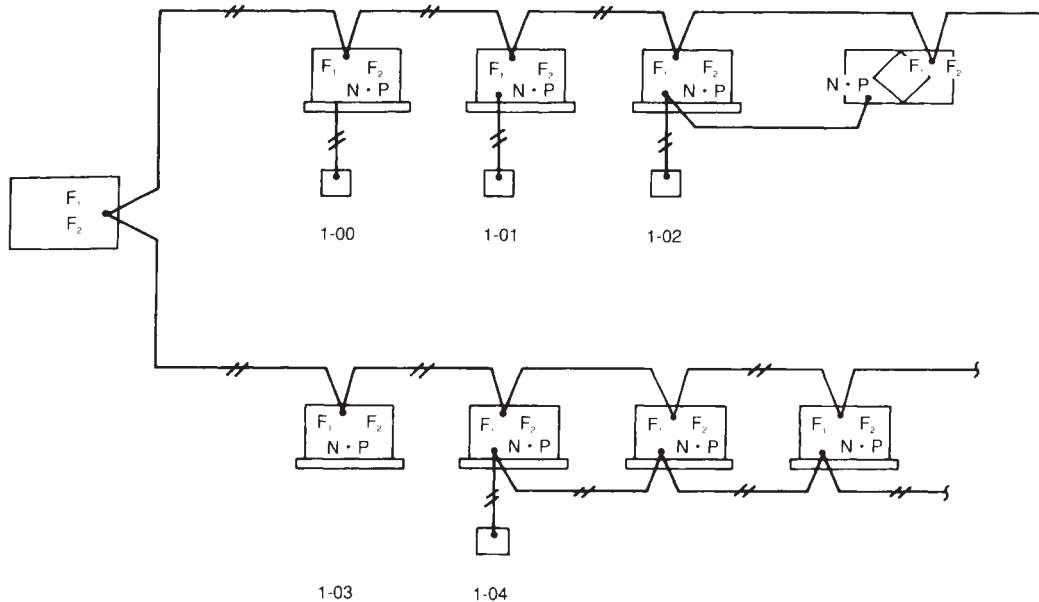 F₁ F₂
N · P
F₁ F₂
N · P
F₁ F₂
N · P
F₁ F₂
N · P
1-00 1-01 1-02
F₁
F₂
F₁ F₂
N · P
F₁ F₂
N · P
F₁ F₂
N · P
F₁ F₂
N · P
1-03 1-04